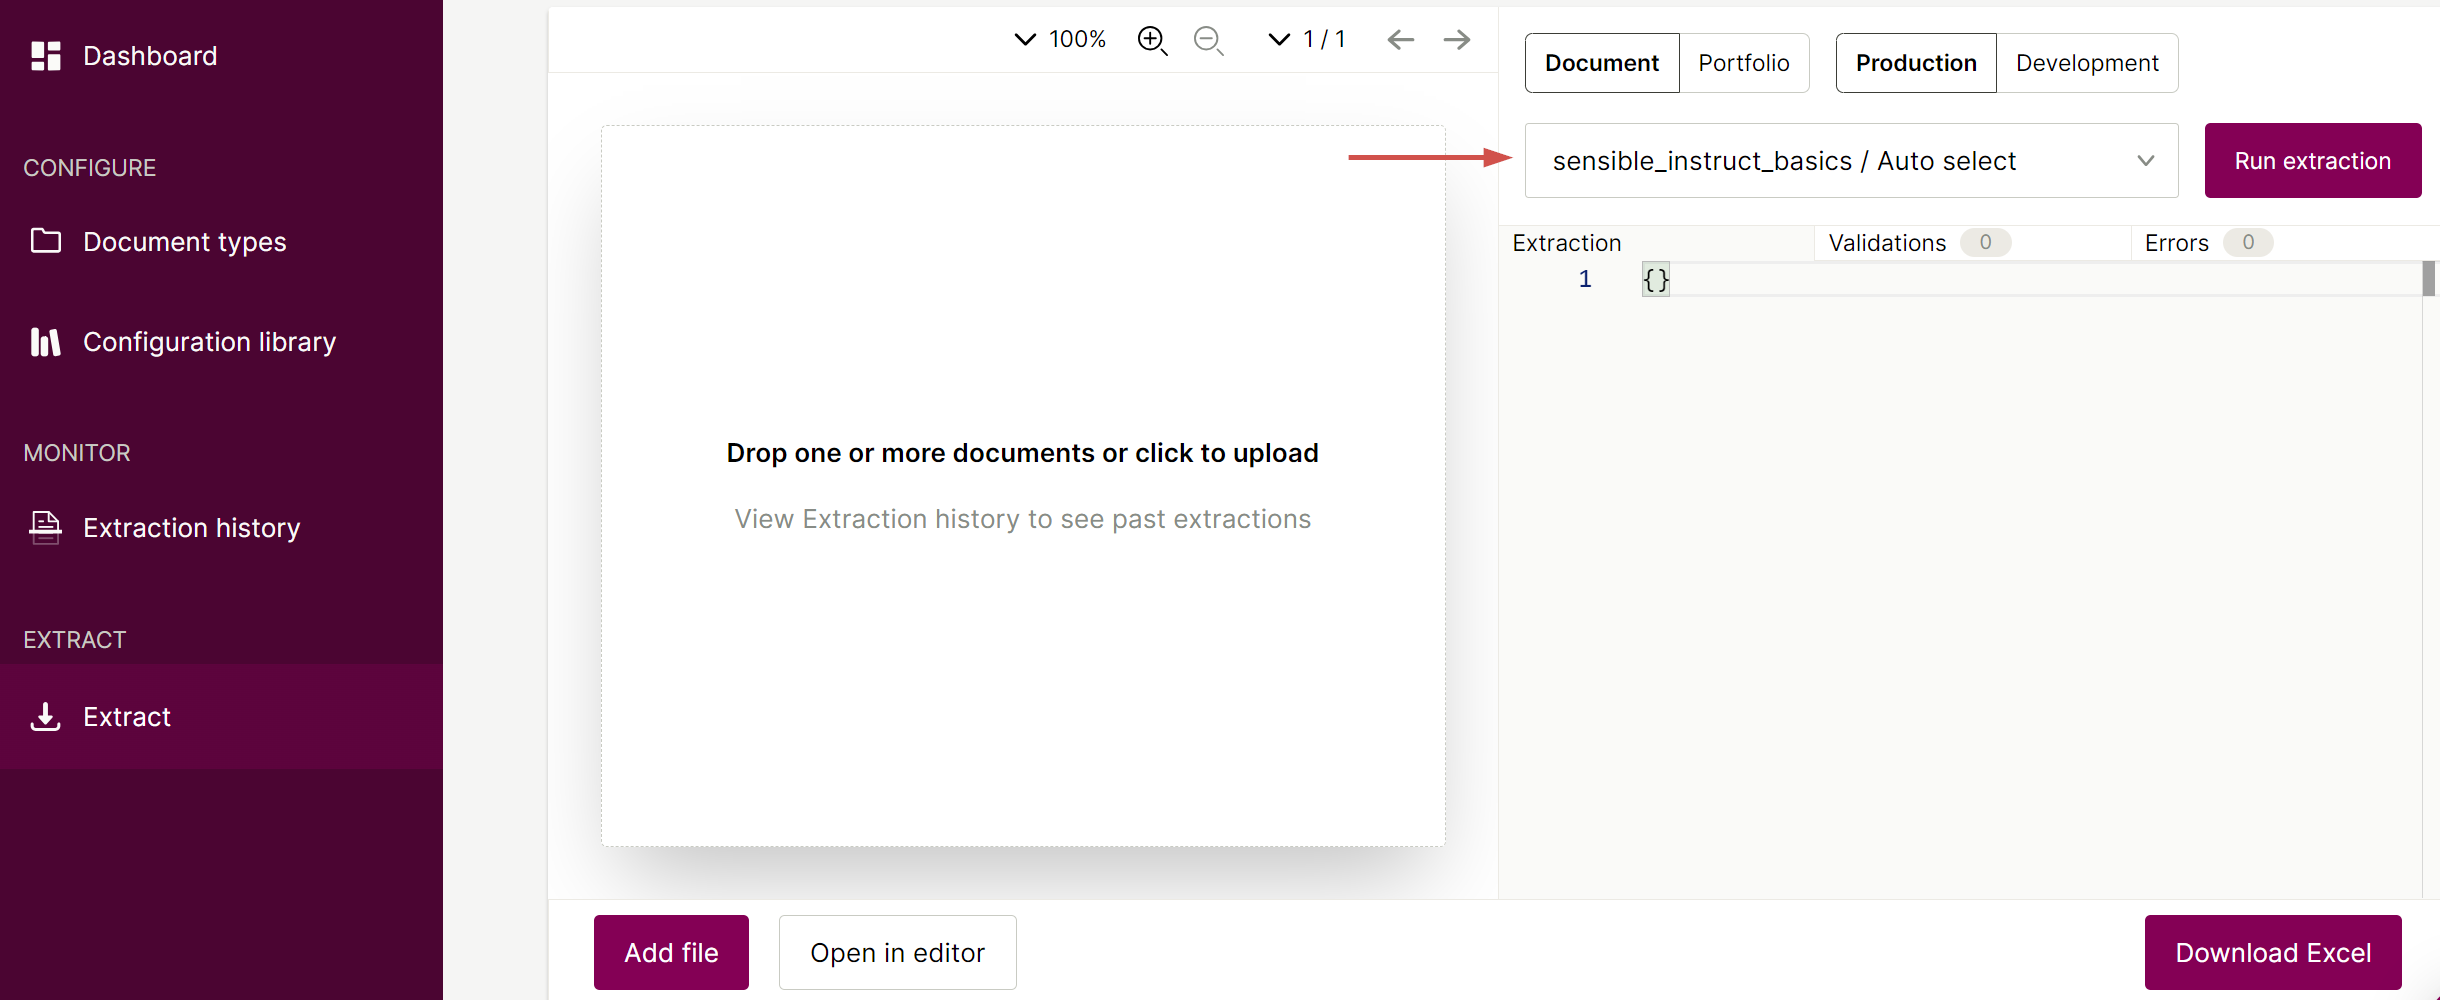 Dashboard
CONFIGURE
Document types
Configuration library
MONITOR
Extraction history
EXTRACT
Extract
100%
1 / 1
Drop one or more documents or click to upload
View Extraction history to see past extractions
Add file
Open in editor
Document Portfolio
Production Development
sensible_instruct_basics / Auto select
Run extraction
Extraction
Validations 0
Errors 0
1 {}
Download Excel